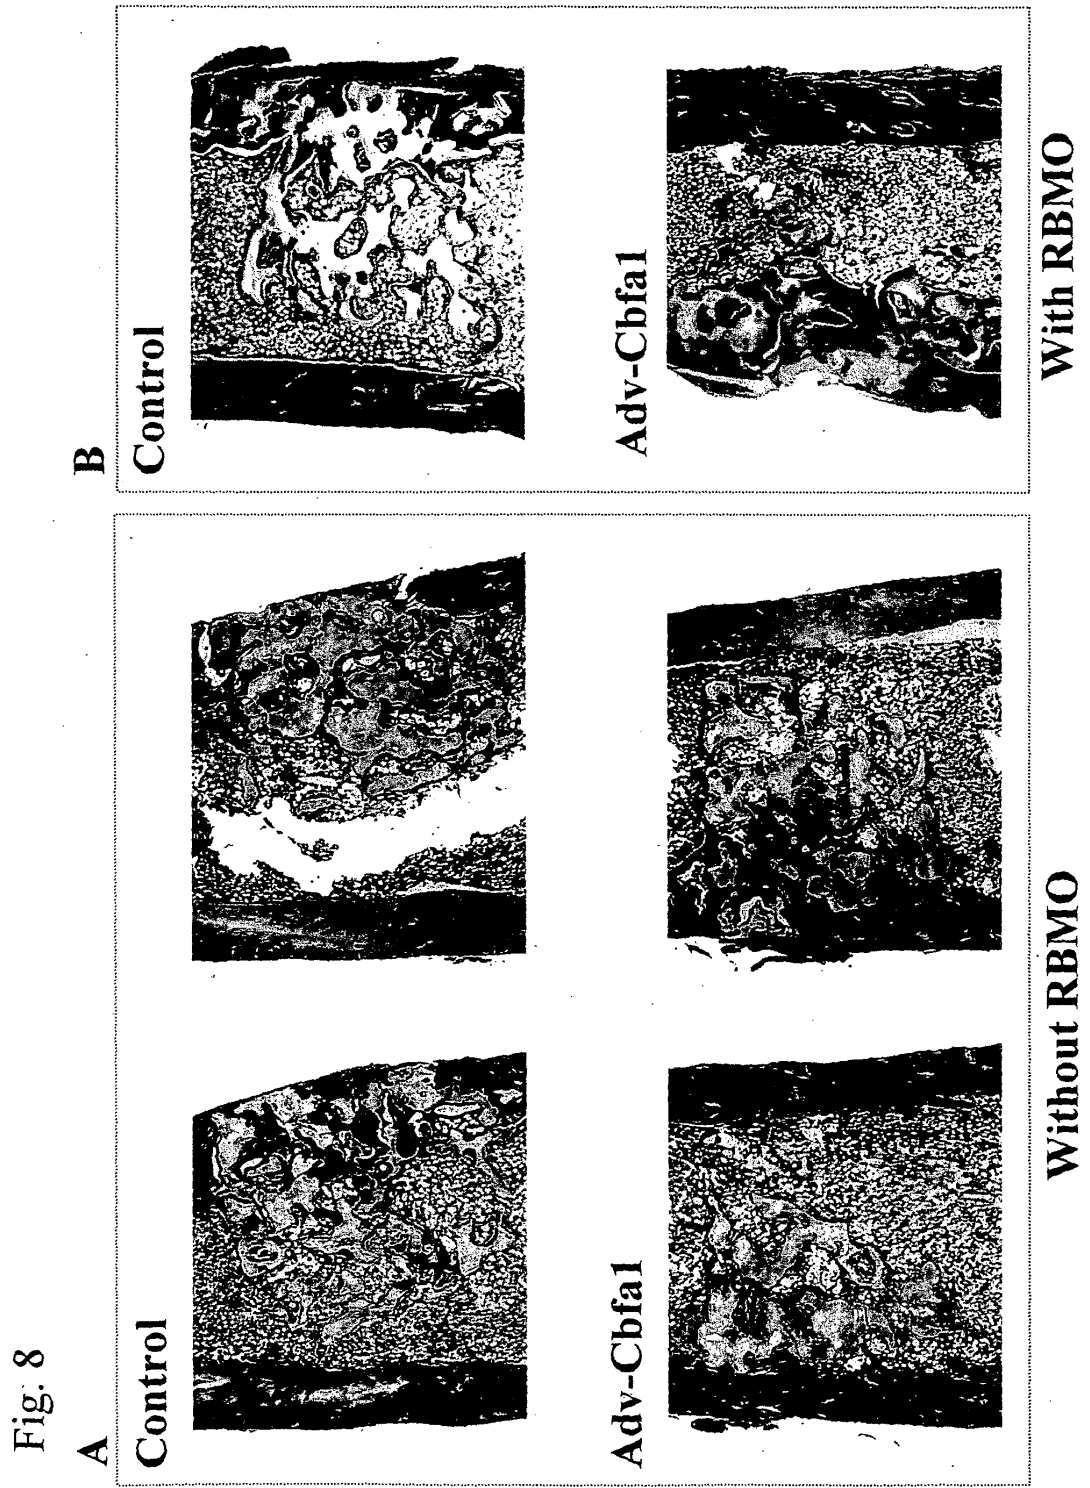 Fig. 8
A
Control
Adv-Cbfa1
Without RBMO
B
Control
Adv-Cbfa1
With RBMO